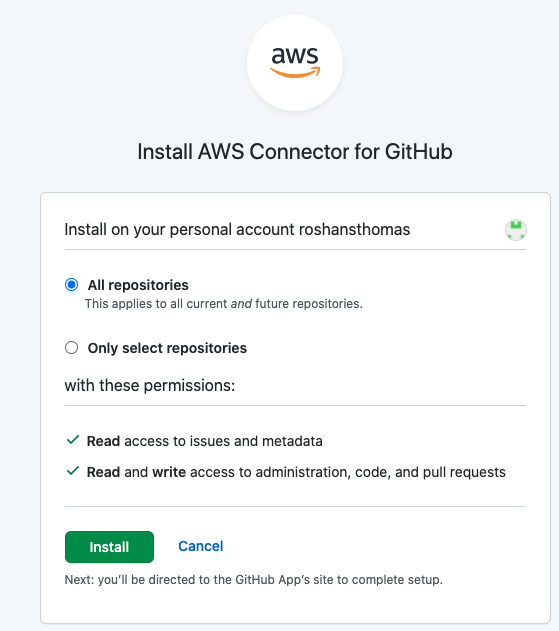 aws
Install AWS Connector for GitHub
Install on your personal account roshansthomas
All repositories
This applies to all current and future repositories.
Only select repositories
with these permissions:
Read access to issues and metadata
Read and write access to administration, code, and pull requests
Install Cancel
Next: you'll be directed to the GitHub App's site to complete setup.